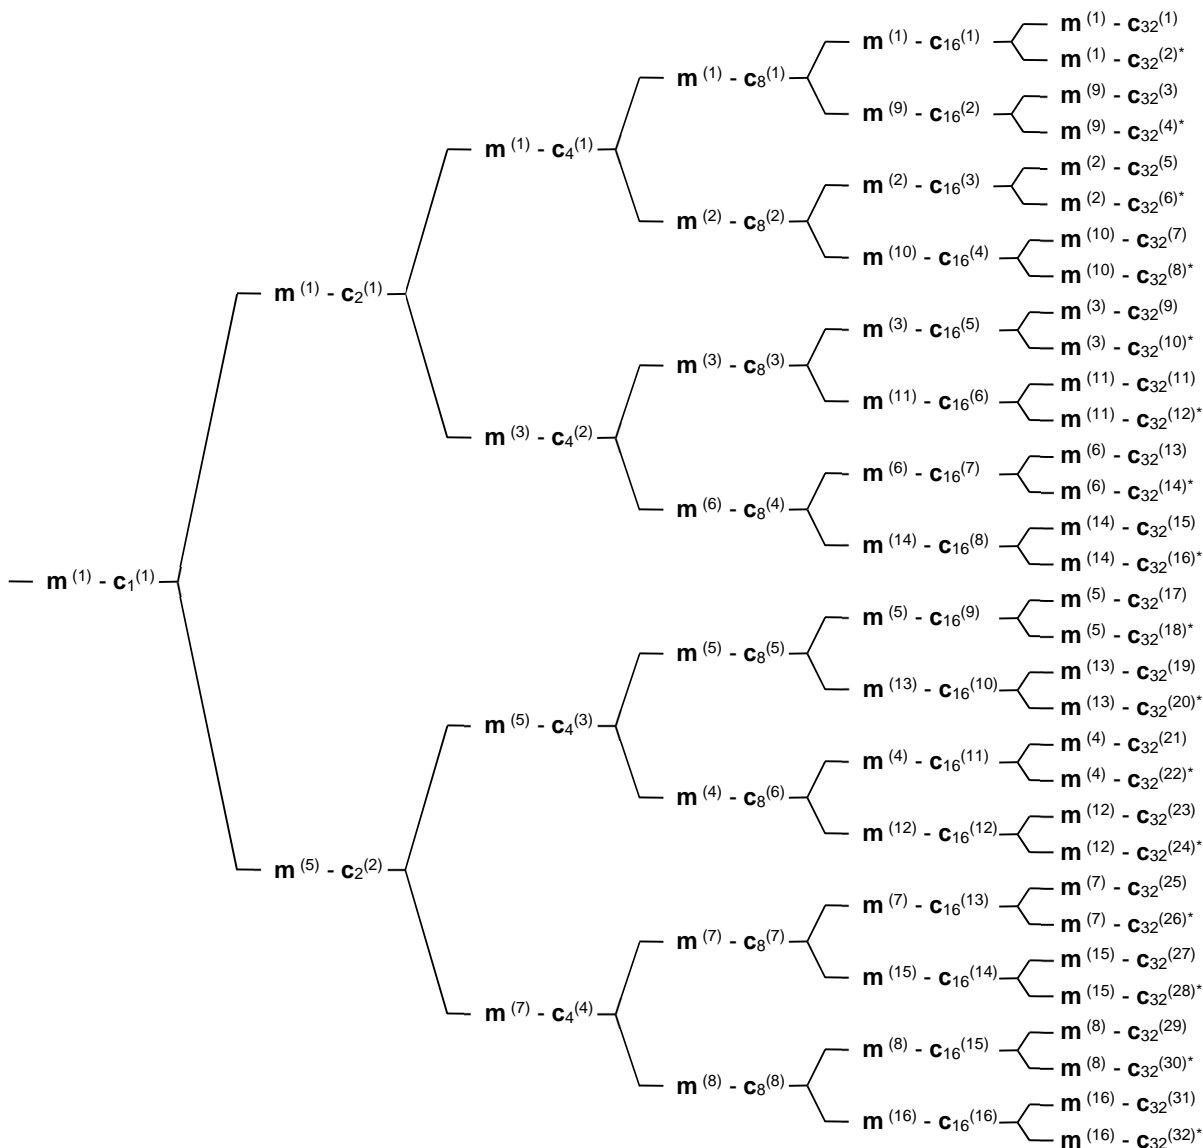 m (1) - c1(1)
m (1) - c2(1)
m (5) - c2(2)
m (1) - c4(1)
m (3) - c4(2)
m (5) - c4(3)
m (7) - c4(4)
m (1) - c8(1)
m (2) - c8(2)
m (3) - c8(3)
m (6) - c8(4)
m (5) - c8(5)
m (4) - c8(6)
m (7) - c8(7)
m (8) - c8(8)
m (1) - c16(1)
m (9) - c16(2)
m (2) - c16(3)
m (10) - c16(4)
m (3) - c16(5)
m (11) - c16(6)
m (6) - c16(7)
m (14) - c16(8)
m (5) - c16(9)
m (13) - c16(10)
m (4) - c16(11)
m (12) - c16(12)
m (7) - c16(13)
m (15) - c16(14)
m (8) - c16(15)
m (16) - c16(16)
m (1) - c32(1)
m (1) - c32(2)*
m (9) - c32(3)
m (9) - c32(4)*
m (2) - c32(5)
m (2) - c32(6)*
m (10) - c32(7)
m (10) - c32(8)*
m (3) - c32(9)
m (3) - c32(10)*
m (11) - c32(11)
m (11) - c32(12)*
m (6) - c32(13)
m (6) - c32(14)*
m (14) - c32(15)
m (14) - c32(16)*
m (5) - c32(17)
m (5) - c32(18)*
m (13) - c32(19)
m (13) - c32(20)*
m (4) - c32(21)
m (4) - c32(22)*
m (12) - c32(23)
m (12) - c32(24)*
m (7) - c32(25)
m (7) - c32(26)*
m (15) - c32(27)
m (15) - c32(28)*
m (8) - c32(29)
m (8) - c32(30)*
m (16) - c32(31)
m (16) - c32(32)*